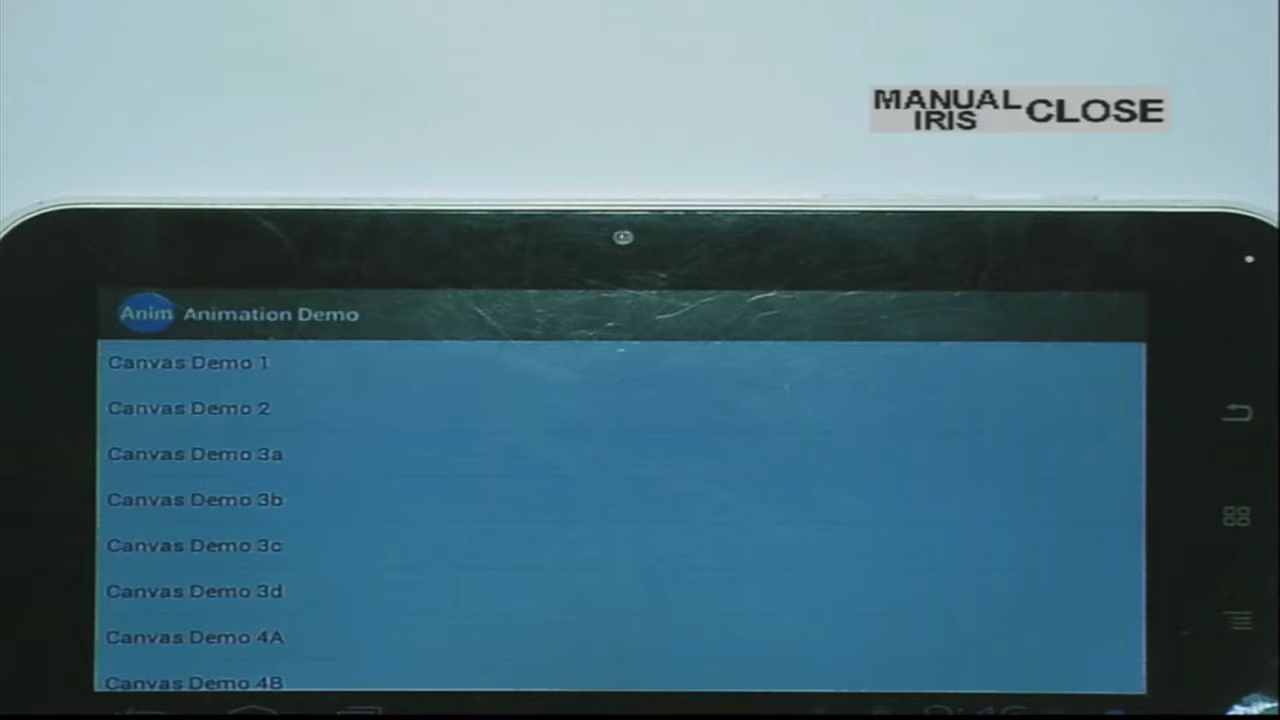 MANUAL IRIS CLOSE
Anim Animation Demo
Canvas Demo 1
Canvas Demo 2
Canvas Demo 3a
Canvas Demo 3b
Canvas Demo 3c
Canvas Demo 3d
Canvas Demo 4A
Canvas Demo 4B